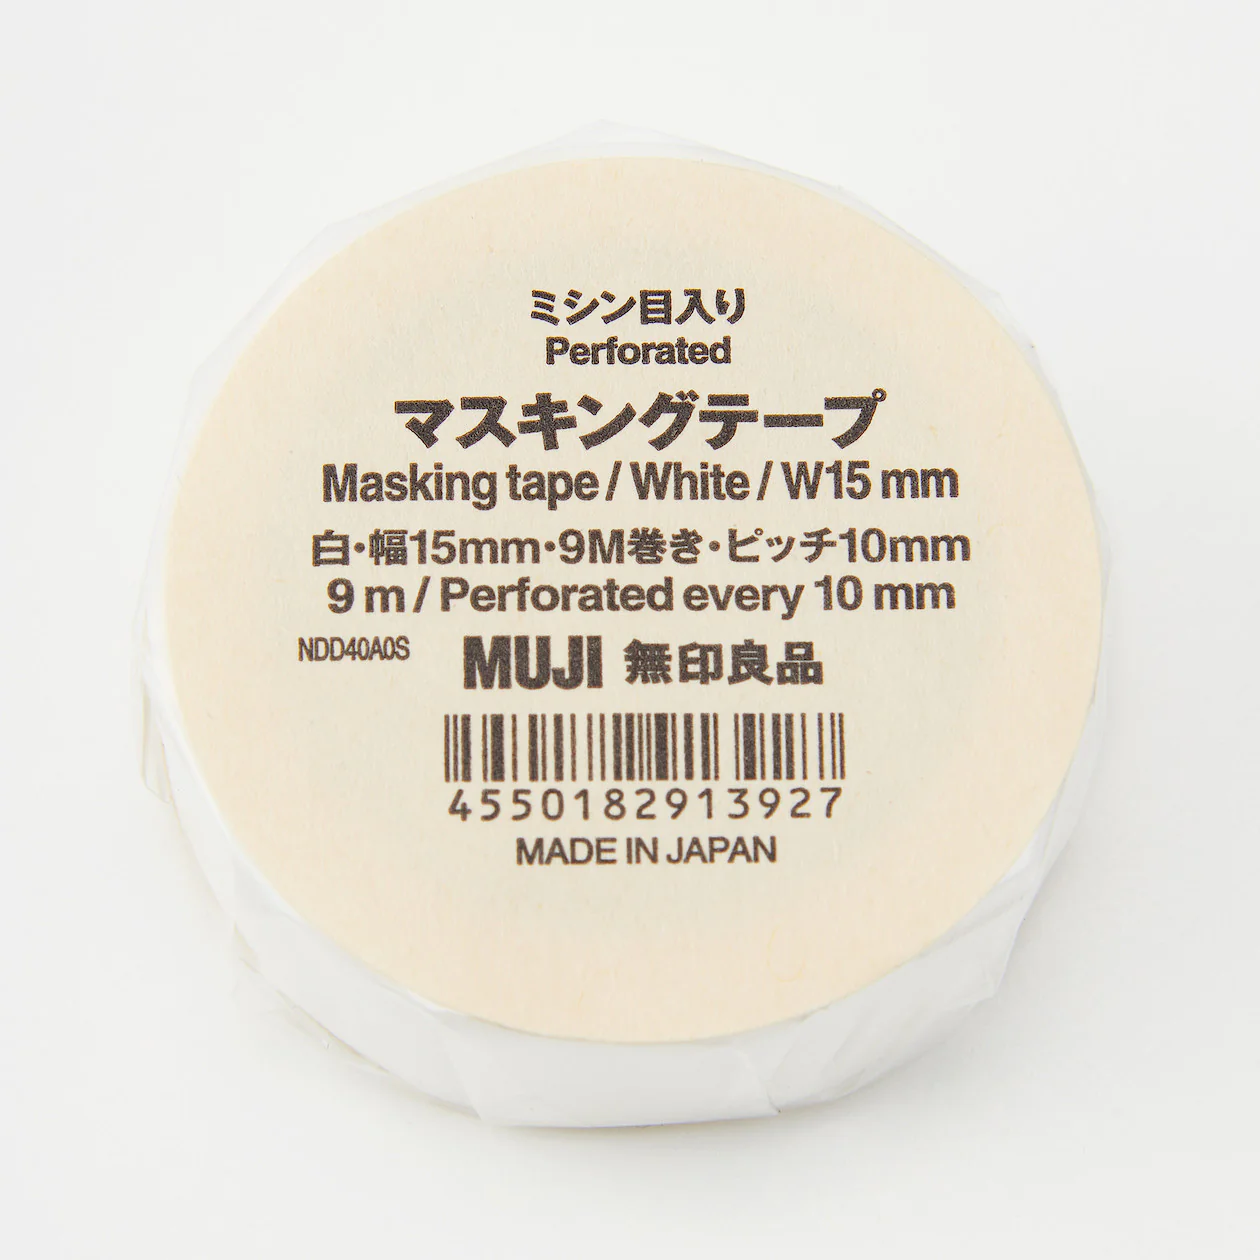 ミシン目入り
Perforated
マスキングテープ
Masking tape / White / W15 mm
白・幅15mm・9M巻き・ピッチ10mm
9 m / Perforated every 10 mm
NDD40A0S MUJI 無印良品
4550182913927
MADE IN JAPAN